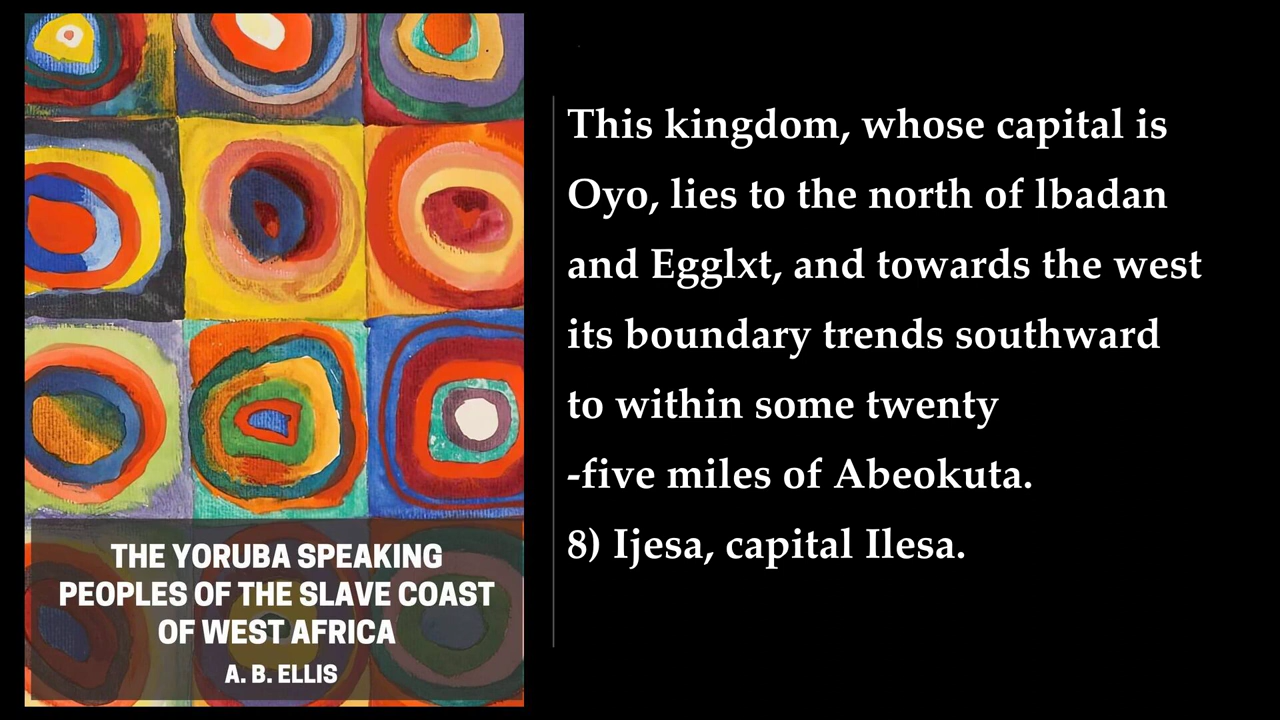 THE YORUBA SPEAKING
PEOPLES OF THE SLAVE COAST
OF WEST AFRICA
A. B. ELLIS
This kingdom, whose capital is
Oyo, lies to the north of lbadan
and Egglxt, and towards the west
its boundary trends southward
to within some twenty
-five miles of Abeokuta.
8) Ijesa, capital Ilesa.